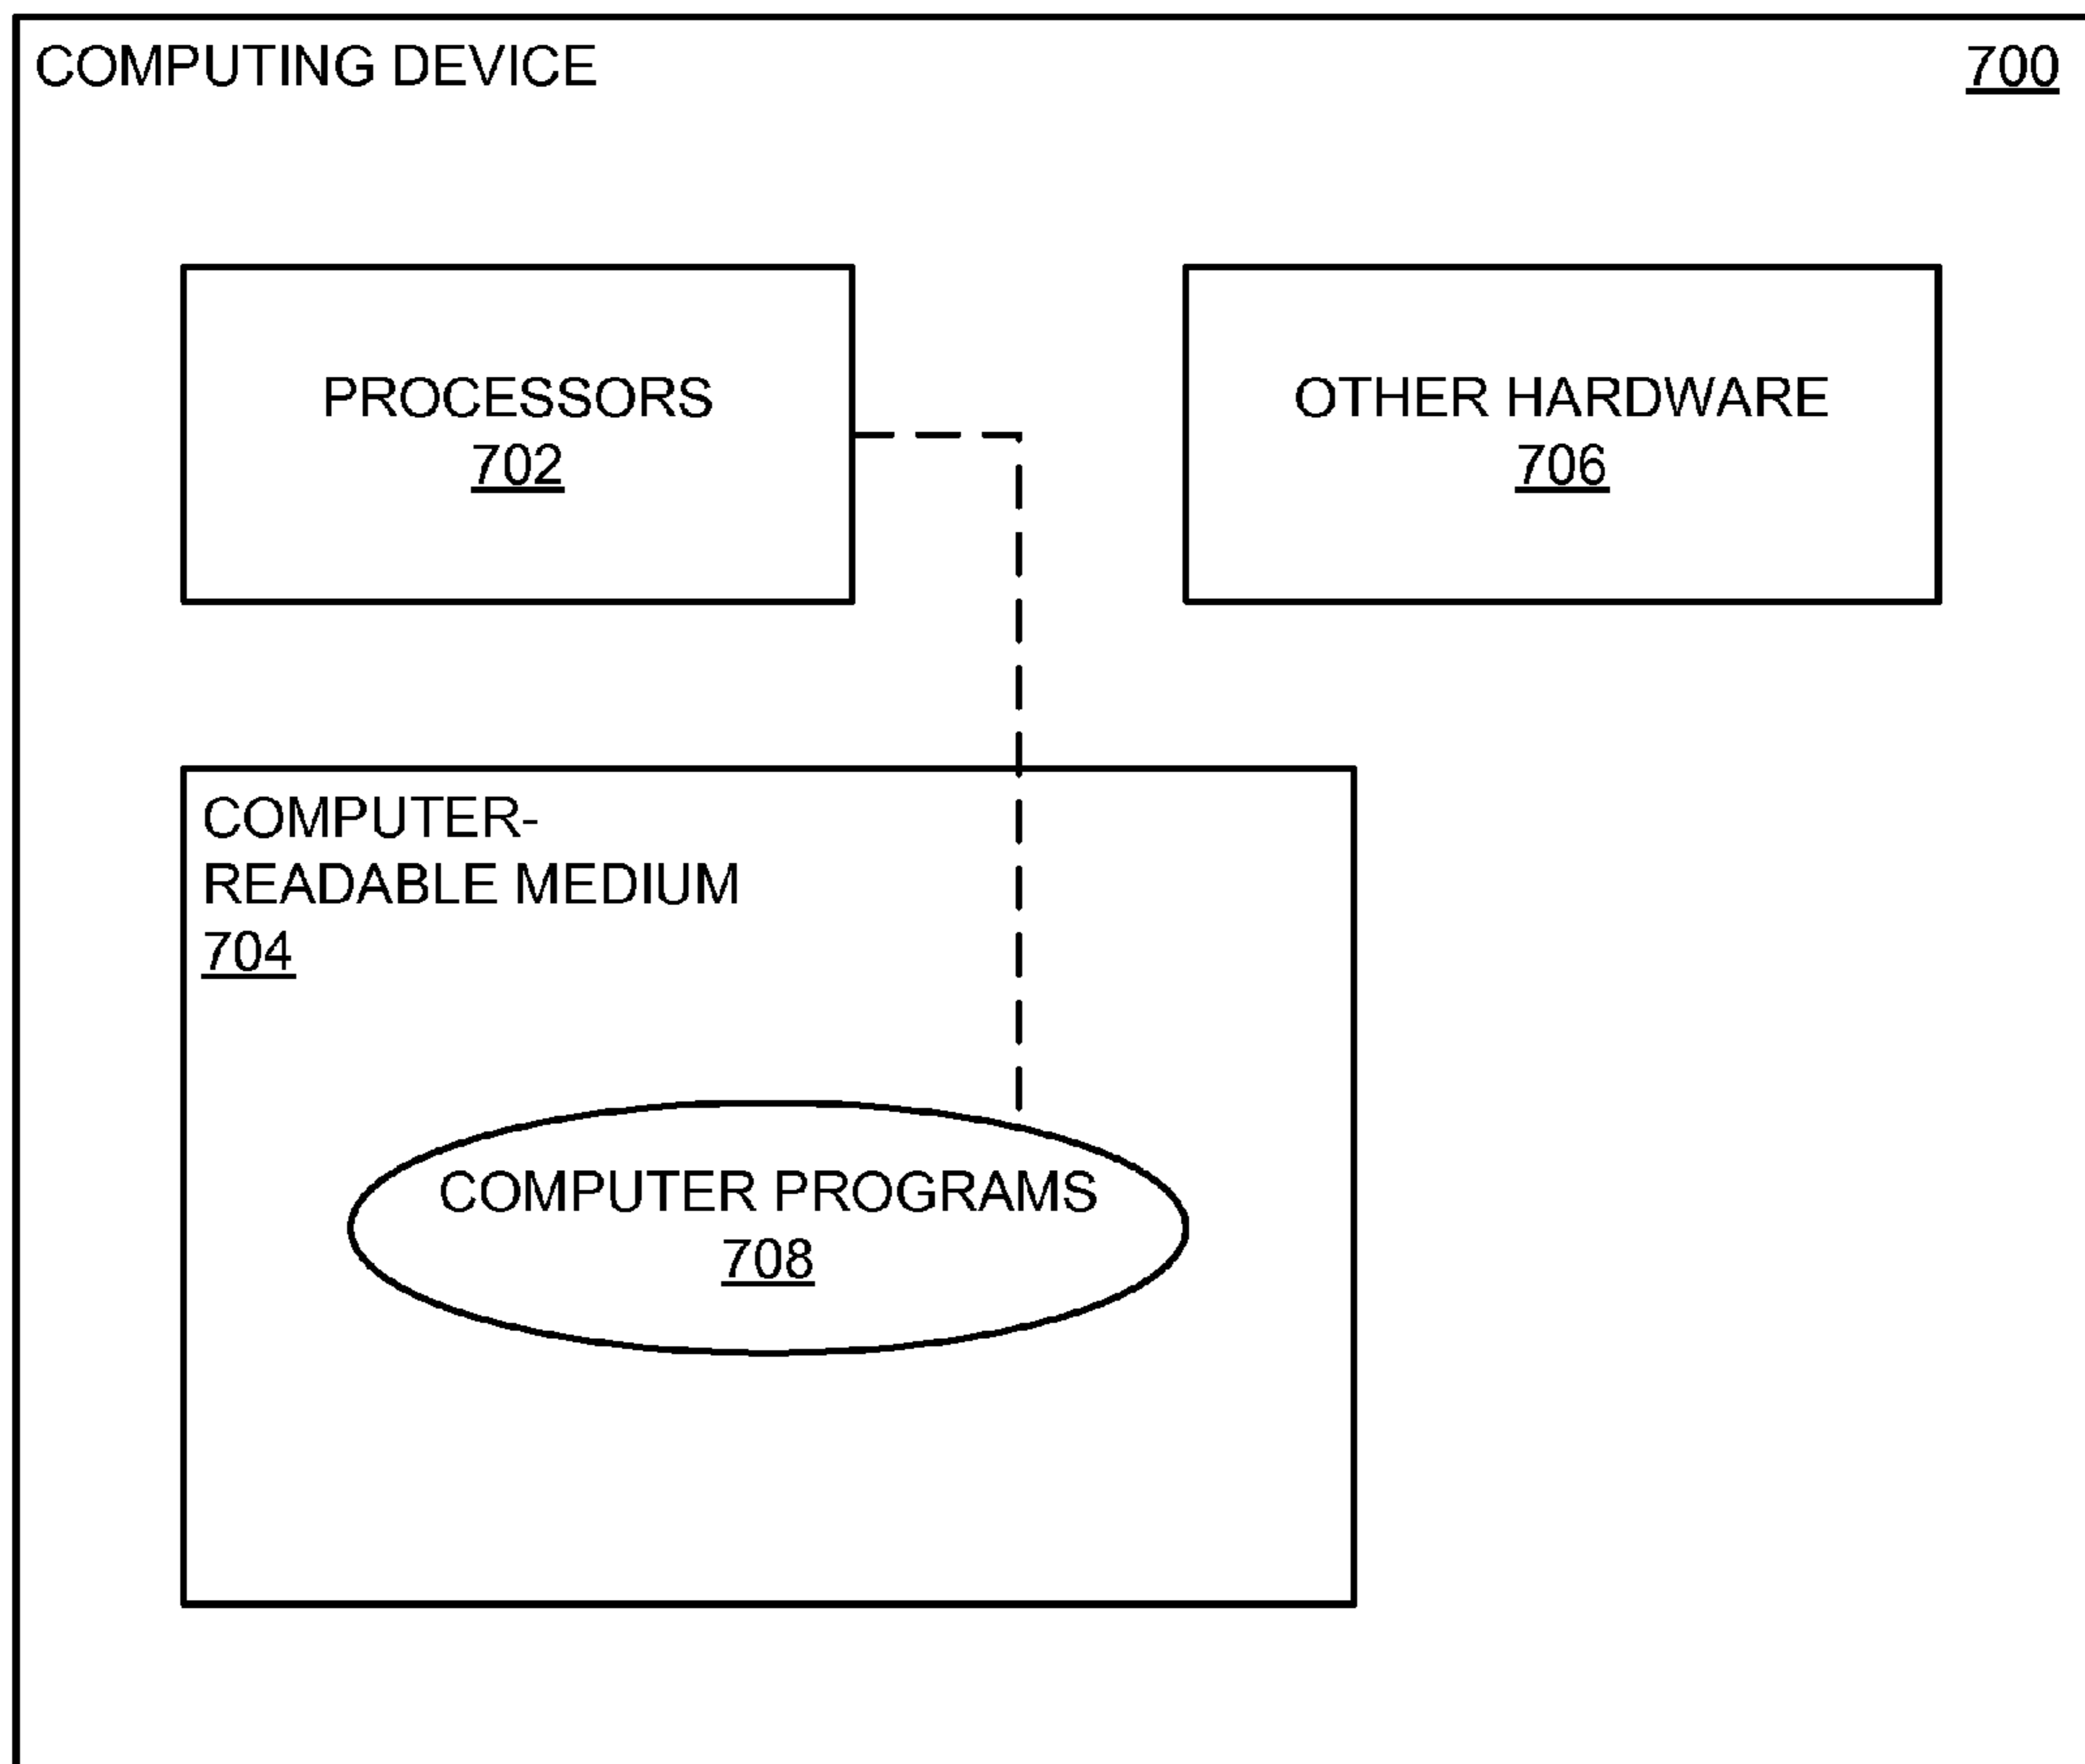 COMPUTING DEVICE
700
PROCESSORS
702
OTHER HARDWARE
706
COMPUTER-
READABLE MEDIUM
704
COMPUTER PROGRAMS
708